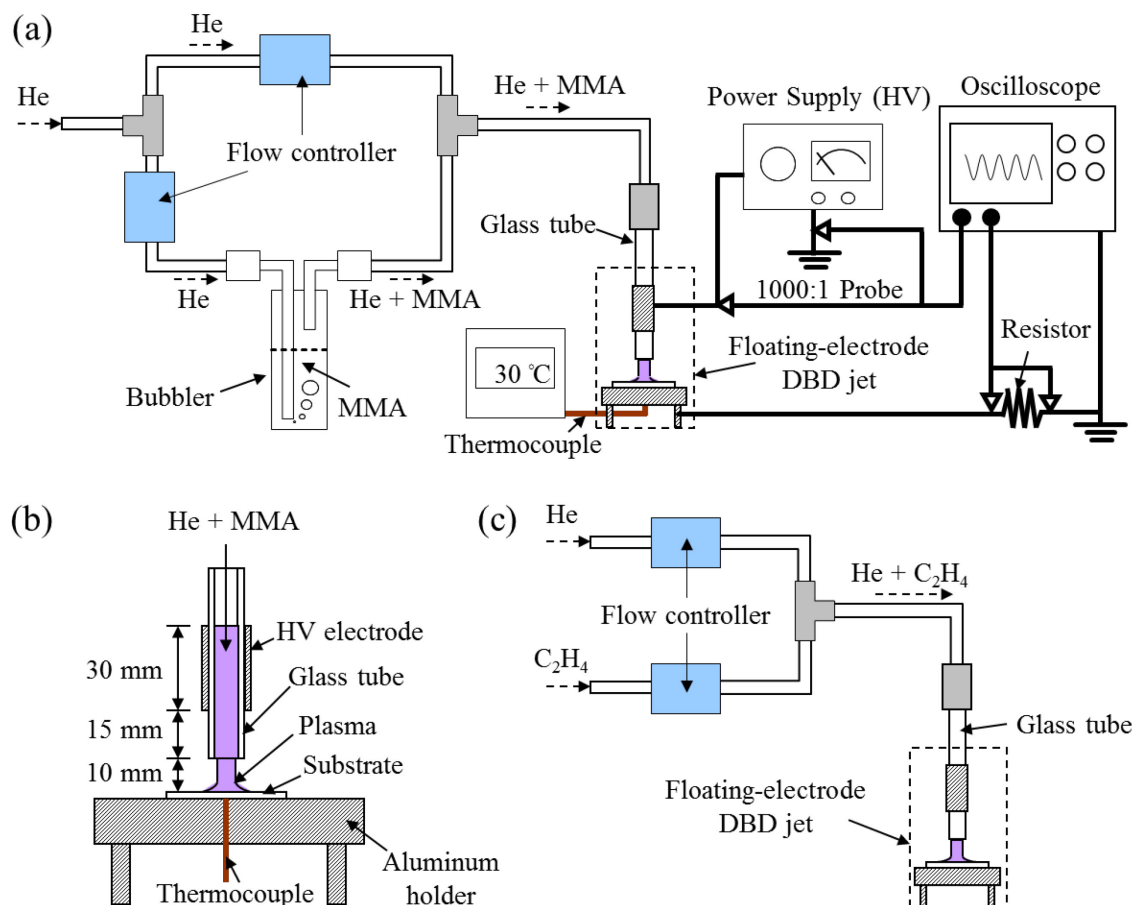 (a)
He
He
He + MMA
Power Supply (HV)
Oscilloscope
Flow controller
Glass tube
He
He + MMA
1000:1 Probe
Resistor
Floating-electrode
DBD jet
30 ℃
Bubbler
MMA
Thermocouple
(b)
He + MMA
HV electrode
30 mm
Glass tube
15 mm
Plasma
10 mm
Substrate
Aluminum
holder
Thermocouple
(c)
He
He + C₂H₄
Flow controller
C₂H₄
Glass tube
Floating-electrode
DBD jet